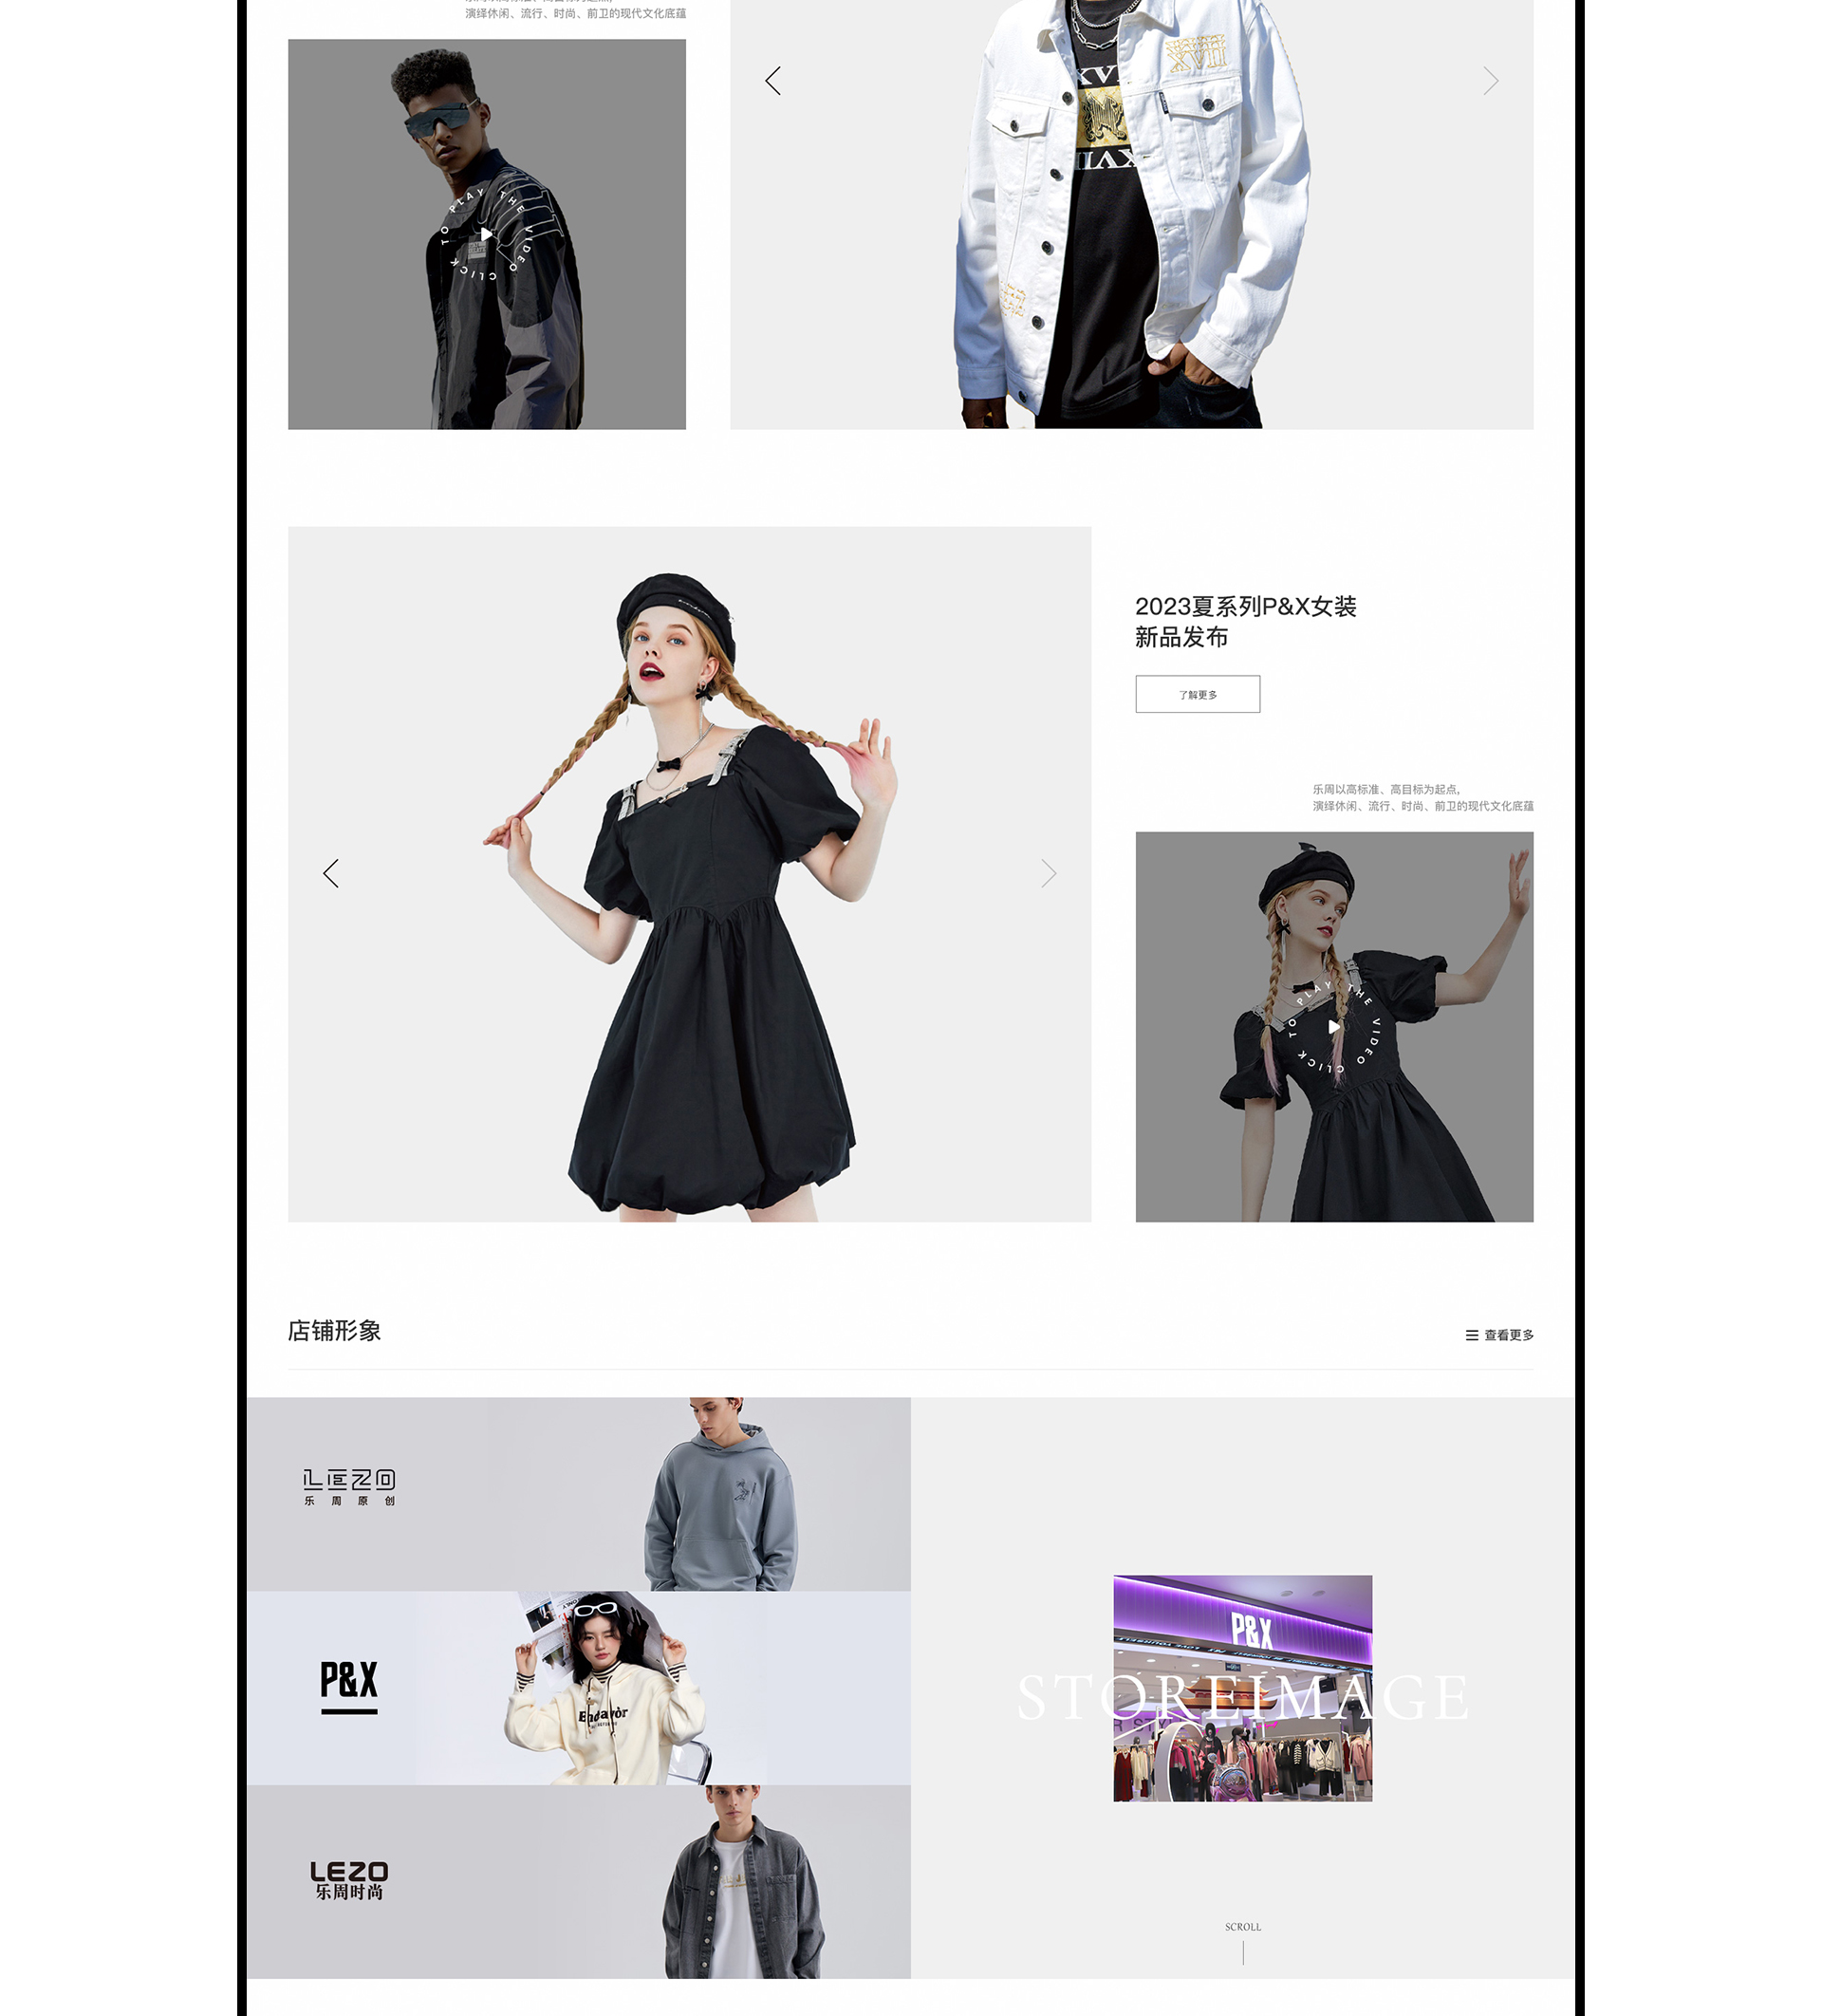 演绎休闲、流行、时尚、前卫的现代文化底蕴
XVII
CLICK TO PLAY THE VIDEO
2023夏系列P&X女装
新品发布
了解更多
乐周以高标准、高目标为起点,
演绎休闲、流行、时尚、前卫的现代文化底蕴
CLICK TO PLAY THE VIDEO
店铺形象
查看更多
LEZO
乐周原创
P&X
Endeavor
LEZO
乐周时尚
P&X
STOREIMAGE
SCROLL